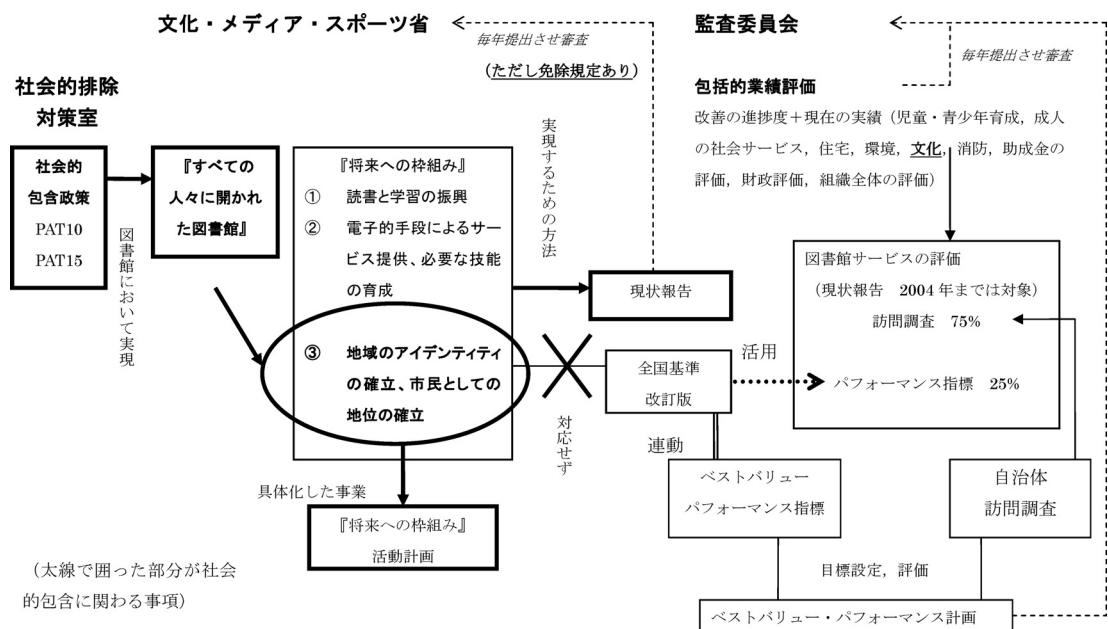 文化・メディア・スポーツ省
毎年提出させ審査
(ただし免除規定あり)
監査委員会
毎年提出させ審査
包括的業績評価
改善の進捗度＋現在の実績（児童・青少年育成，成人
の社会サービス，住宅，環境，文化，消防，助成金の
評価，財政評価，組織全体の評価）
社会的排除
対策室
社会的
包含政策
PAT10
PAT15
図書館において実現
『すべての
人々に開かれ
た図書館』
『将来への枠組み』
① 読書と学習の振興
② 電子的手段によるサー
ビス提供、必要な技能
の育成
③ 地域のアイデンティティ
の確立、市民としての
地位の確立
実現するための方法
現状報告
対応せず
全国基準
改訂版
活用
図書館サービスの評価
（現状報告 2004 年までは対象）
訪問調査 75%
パフォーマンス指標 25%
連動
ベストバリュー
パフォーマンス指標
自治体
訪問調査
具体化した事業
『将来への枠組み』
活動計画
目標設定，評価
ベストバリュー・パフォーマンス計画
（太線で囲った部分が社会
的包含に関わる事項）